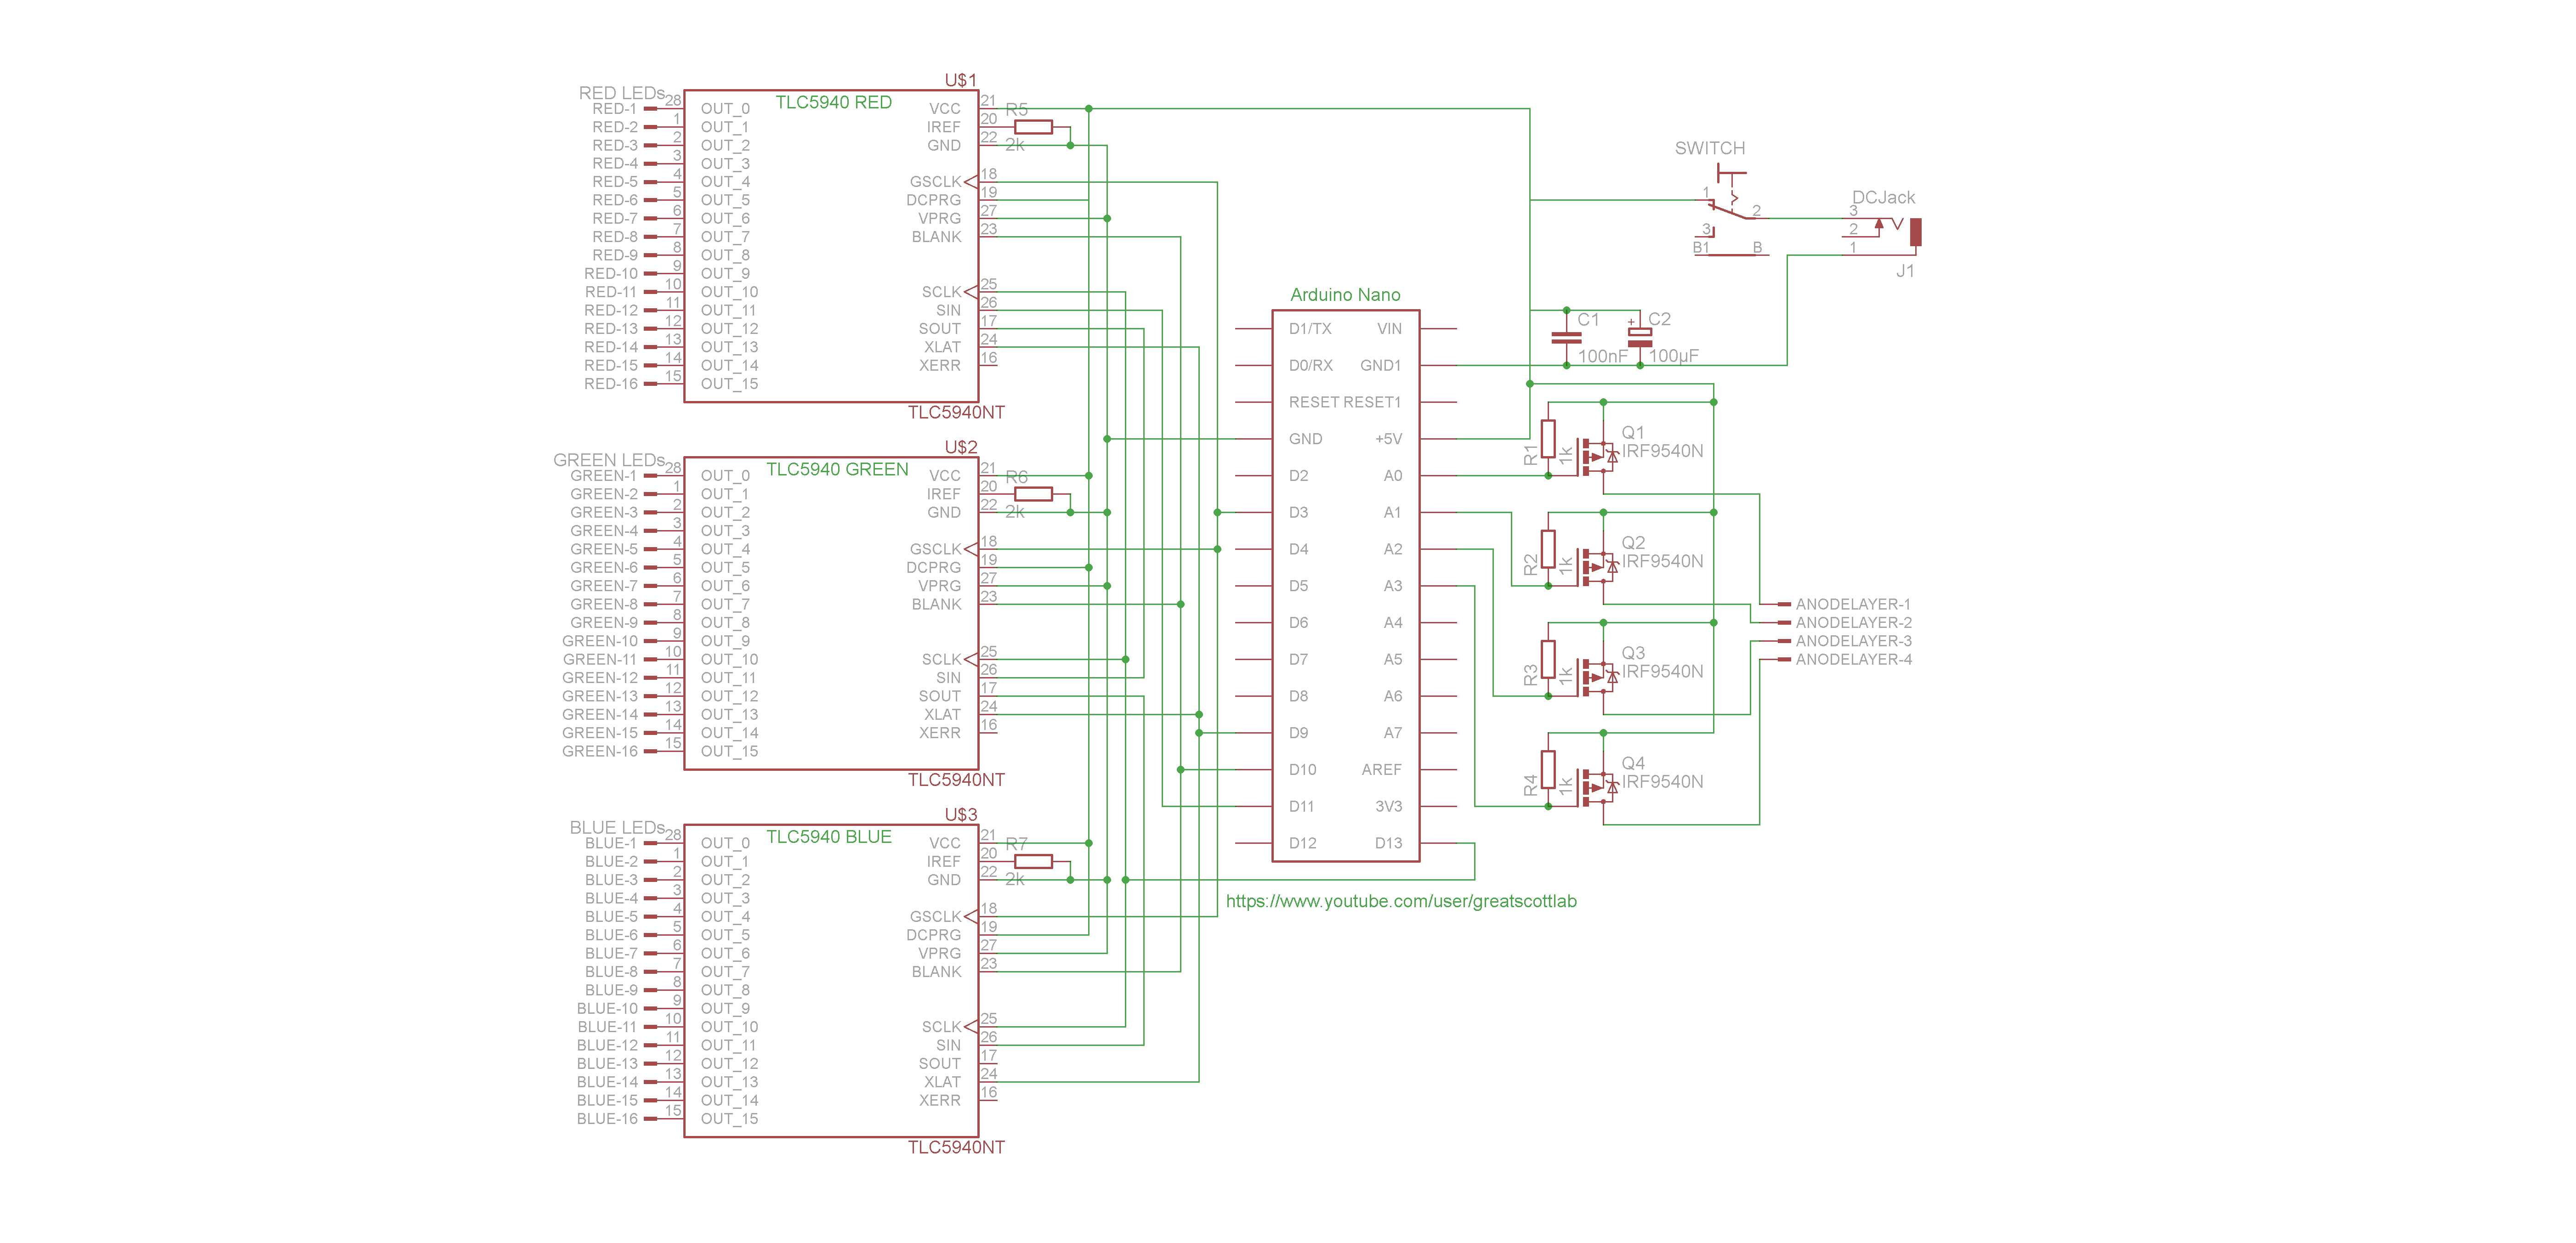 U$1
RED LEDs
TLC5940 RED
RED-1 28 OUT_0 VCC 21 R5
RED-2 1 OUT_1 IREF 20
RED-3 2 OUT_2 GND 22 2k
RED-4 3 OUT_3
RED-5 4 OUT_4 GSCLK 18
RED-6 5 OUT_5 DCPRG 19
RED-7 6 OUT_6 VPRG 27
RED-8 7 OUT_7 BLANK 23
RED-9 8 OUT_8
RED-10 9 OUT_9
RED-11 10 OUT_10 SCLK 25
RED-12 11 OUT_11 SIN 26
RED-13 12 OUT_12 SOUT 17
RED-14 13 OUT_13 XLAT 24
RED-15 14 OUT_14 XERR 16
RED-16 15 OUT_15
TLC5940NT
U$2
GREEN LEDs
TLC5940 GREEN
GREEN-1 28 OUT_0 VCC 21 R6
GREEN-2 1 OUT_1 IREF 20
GREEN-3 2 OUT_2 GND 22 2k
GREEN-4 3 OUT_3
GREEN-5 4 OUT_4 GSCLK 18
GREEN-6 5 OUT_5 DCPRG 19
GREEN-7 6 OUT_6 VPRG 27
GREEN-8 7 OUT_7 BLANK 23
GREEN-9 8 OUT_8
GREEN-10 9 OUT_9
GREEN-11 10 OUT_10 SCLK 25
GREEN-12 11 OUT_11 SIN 26
GREEN-13 12 OUT_12 SOUT 17
GREEN-14 13 OUT_13 XLAT 24
GREEN-15 14 OUT_14 XERR 16
GREEN-16 15 OUT_15
TLC5940NT
U$3
BLUE LEDs
TLC5940 BLUE
BLUE-1 28 OUT_0 VCC 21 R7
BLUE-2 1 OUT_1 IREF 20
BLUE-3 2 OUT_2 GND 22 2k
BLUE-4 3 OUT_3
BLUE-5 4 OUT_4 GSCLK 18
BLUE-6 5 OUT_5 DCPRG 19
BLUE-7 6 OUT_6 VPRG 27
BLUE-8 7 OUT_7 BLANK 23
BLUE-9 8 OUT_8
BLUE-10 9 OUT_9
BLUE-11 10 OUT_10 SCLK 25
BLUE-12 11 OUT_11 SIN 26
BLUE-13 12 OUT_12 SOUT 17
BLUE-14 13 OUT_13 XLAT 24
BLUE-15 14 OUT_14 XERR 16
BLUE-16 15 OUT_15
TLC5940NT
Arduino Nano
D1/TX VIN
D0/RX GND1
RESET RESET1
GND +5V
D2 A0
D3 A1
D4 A2
D5 A3
D6 A4
D7 A5
D8 A6
D9 A7
D10 AREF
D11 3V3
D12 D13
https://www.youtube.com/user/greatscottlab
SWITCH
1
2
3
B1 B
DCJack
3
2
1
J1
C1
100nF
+ C2
100µF
R1 1k
Q1
IRF9540N
R2 1k
Q2
IRF9540N
R3 1k
Q3
IRF9540N
R4 1k
Q4
IRF9540N
ANODELAYER-1
ANODELAYER-2
ANODELAYER-3
ANODELAYER-4